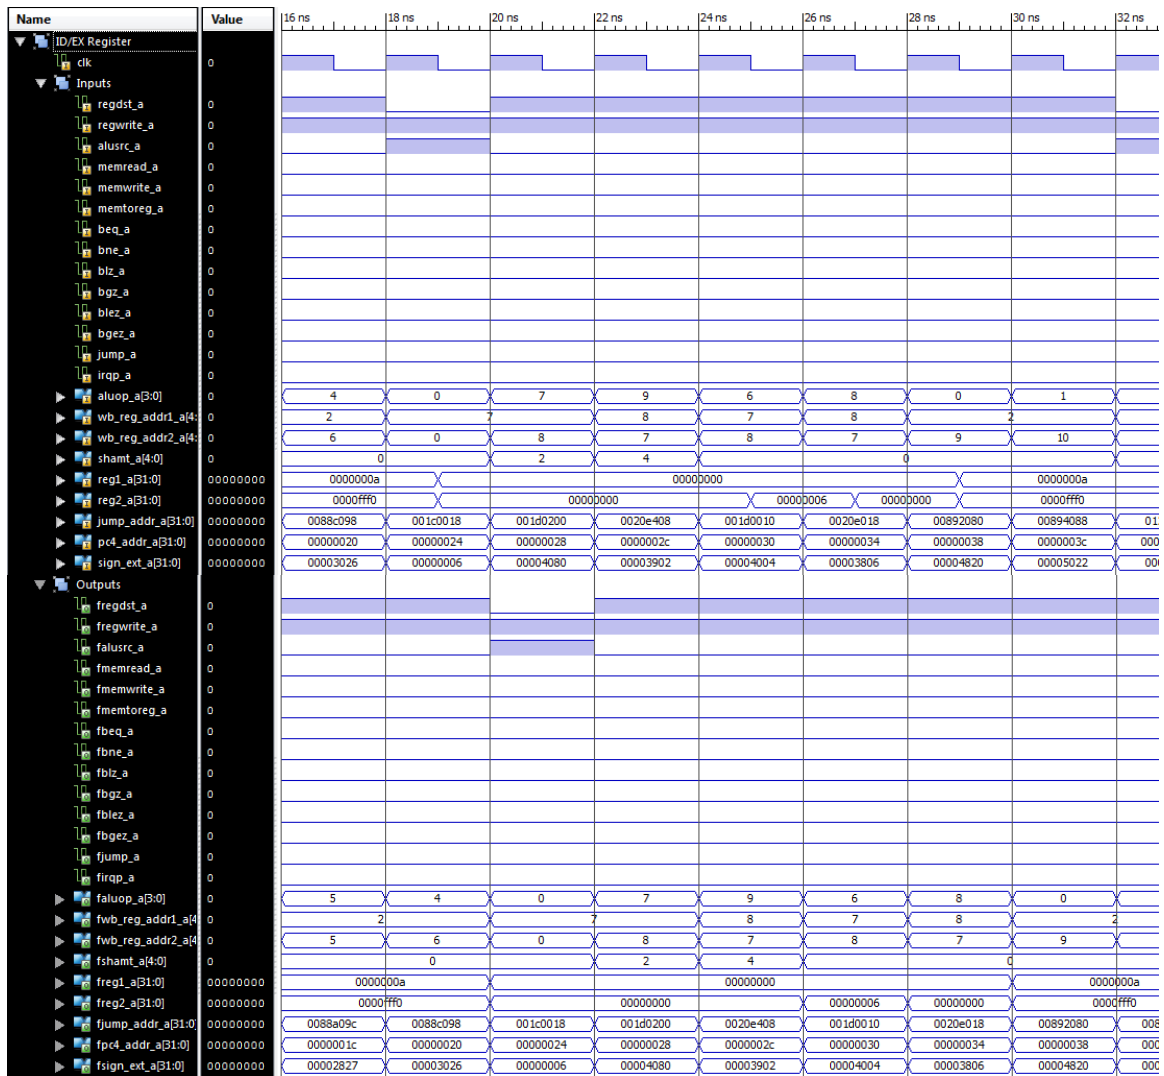 Name Value 16 ns 18 ns 20 ns 22 ns 24 ns 26 ns 28 ns 30 ns 32 ns
ID/EX Register
clk 0
Inputs
regdst_a 0
regwrite_a 0
alusrc_a 0
memread_a 0
memwrite_a 0
memtoreg_a 0
beq_a 0
bne_a 0
blz_a 0
bgz_a 0
blez_a 0
bgez_a 0
jump_a 0
irqp_a 0
aluop_a[3:0] 0 4 0 7 9 6 8 0 1
wb_reg_addr1_a[4: 0 2 7 8 7 8 2
wb_reg_addr2_a[4: 0 6 0 8 7 8 7 9 10
shamt_a[4:0] 0 0 2 4 0
reg1_a[31:0] 00000000 0000000a 00000000 0000000a
reg2_a[31:0] 00000000 0000fff0 00000000 00000006 00000000 0000fff0
jump_addr_a[31:0] 00000000 0088c098 001c0018 001d0200 0020e408 001d0010 0020e018 00892080 00894088 01
pc4_addr_a[31:0] 00000000 00000020 00000024 00000028 0000002c 00000030 00000034 00000038 0000003c 000
sign_ext_a[31:0] 00000000 00003026 00000006 00004080 00003902 00004004 00003806 00004820 00005022 000
Outputs
fregdst_a 0
fregwrite_a 0
falusrc_a 0
fmemread_a 0
fmemwrite_a 0
fmemtoreg_a 0
fbeq_a 0
fbne_a 0
fblz_a 0
fbgz_a 0
fblez_a 0
fbgez_a 0
fjump_a 0
firqp_a 0
faluop_a[3:0] 0 5 4 0 7 9 6 8 0
fwb_reg_addr1_a[4 0 2 7 8 7 8 2
fwb_reg_addr2_a[4 0 5 6 0 8 7 8 7 9
fshamt_a[4:0] 0 0 2 4 0
freg1_a[31:0] 00000000 0000000a 00000000 0000000a
freg2_a[31:0] 00000000 0000fff0 00000000 00000006 00000000 0000fff0
fjump_addr_a[31:0] 00000000 0088a09c 0088c098 001c0018 001d0200 0020e408 001d0010 0020e018 00892080 008
fpc4_addr_a[31:0] 00000000 0000001c 00000020 00000024 00000028 0000002c 00000030 00000034 00000038 000
fsign_ext_a[31:0] 00000000 00002827 00003026 00000006 00004080 00003902 00004004 00003806 00004820 000